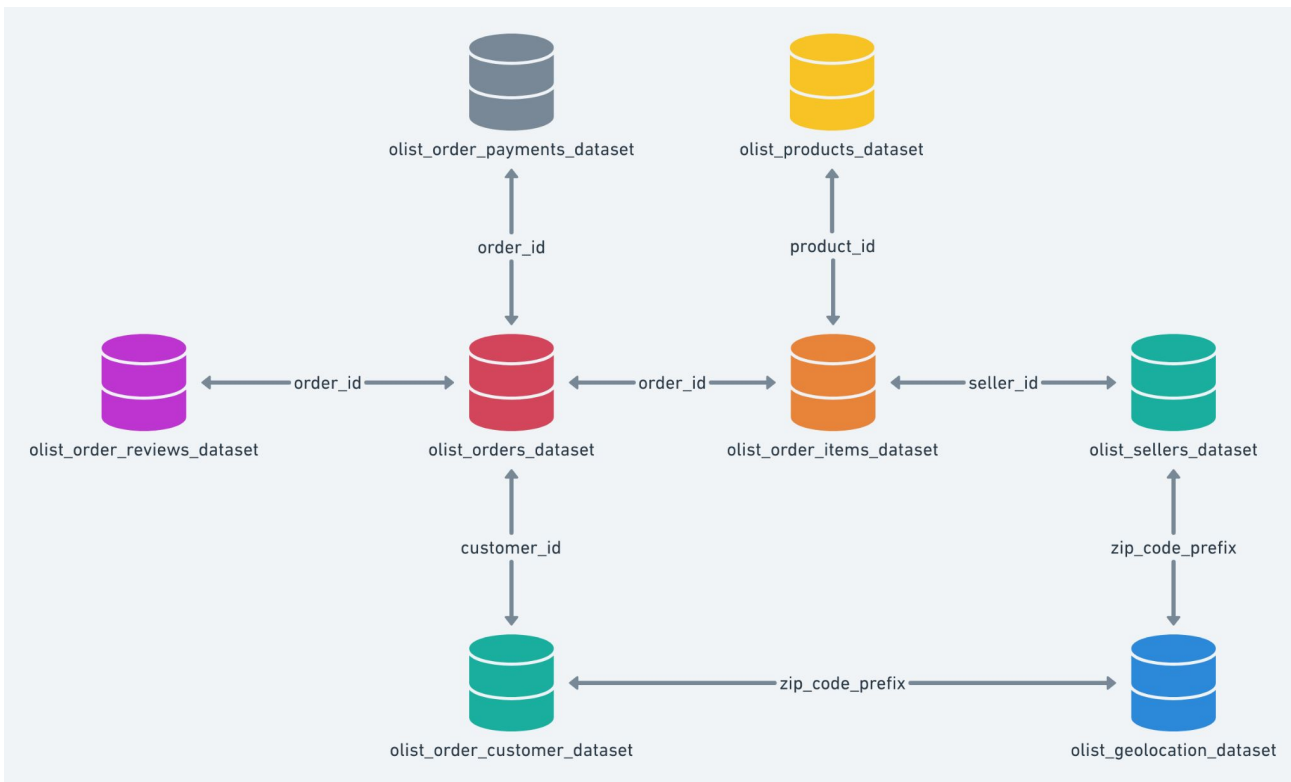 olist_order_payments_dataset
olist_products_dataset
order_id
product_id
order_id
order_id
seller_id
olist_order_reviews_dataset
olist_orders_dataset
olist_order_items_dataset
olist_sellers_dataset
customer_id
zip_code_prefix
zip_code_prefix
olist_order_customer_dataset
olist_geolocation_dataset